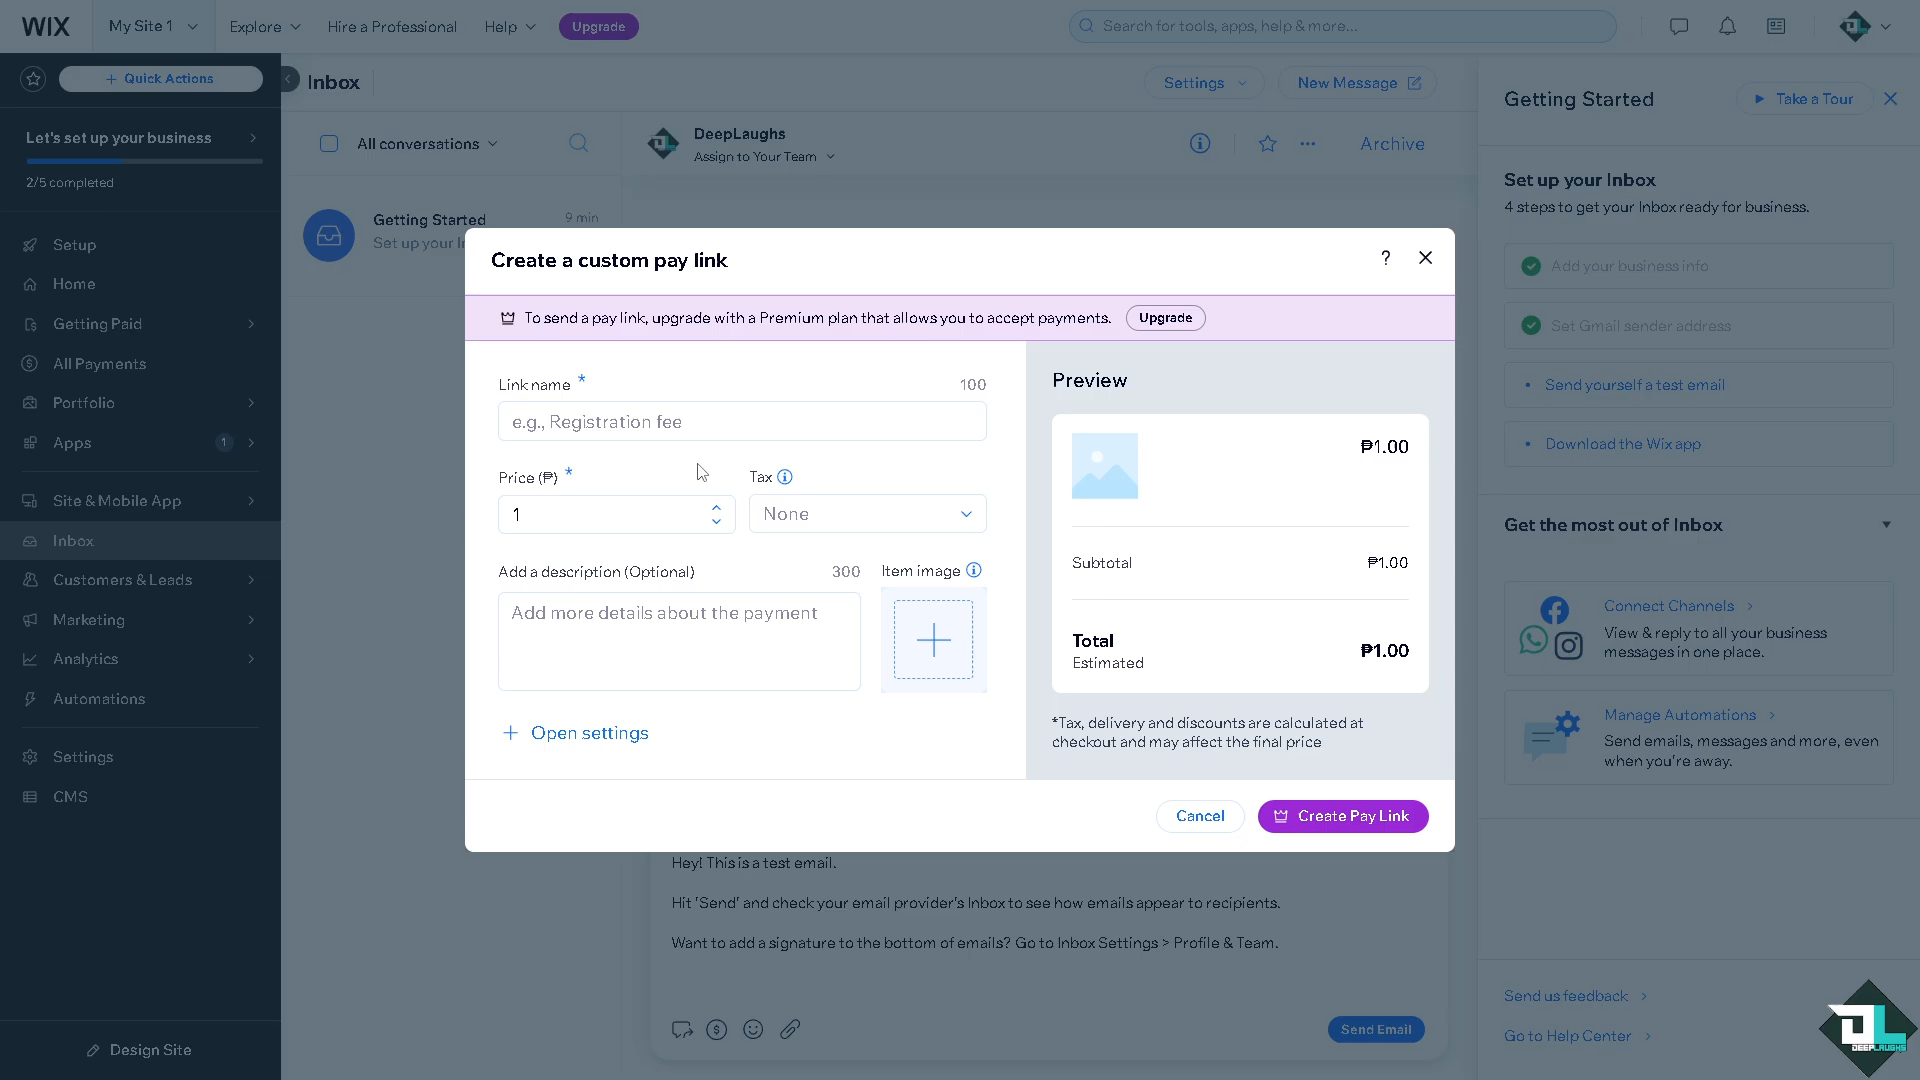 WIX
My Site 1
Explore
Hire a Professional
Help
Upgrade
Search for tools, apps, help & more...
+ Quick Actions
Let's set up your business
2/5 completed
Setup
Home
Getting Paid
All Payments
Portfolio
Apps
1
Site & Mobile App
Inbox
Customers & Leads
Marketing
Analytics
Automations
Settings
CMS
Design Site
Inbox
Settings
New Message
All conversations
DeepLaughs
Assign to Your Team
Archive
Getting Started
9 min
Set up your I
Create a custom pay link
?
To send a pay link, upgrade with a Premium plan that allows you to accept payments.
Upgrade
Link name *
100
e.g., Registration fee
Price (₱) *
Tax
1
None
Add a description (Optional)
300
Item image
Add more details about the payment
+ Open settings
Preview
₱1.00
Subtotal
₱1.00
Total
Estimated
₱1.00
*Tax, delivery and discounts are calculated at
checkout and may affect the final price
Cancel
Create Pay Link
Hey! This is a test email.
Hit 'Send' and check your email provider's Inbox to see how emails appear to recipients.
Want to add a signature to the bottom of emails? Go to Inbox Settings > Profile & Team.
Send Email
Getting Started
Take a Tour
Set up your Inbox
4 steps to get your Inbox ready for business.
Add your business info
Set Gmail sender address
Send yourself a test email
Download the Wix app
Get the most out of Inbox
Connect Channels
View & reply to all your business
messages in one place.
Manage Automations
Send emails, messages and more, even
when you're away.
Send us feedback
Go to Help Center
DL
DEEPLAUGHS